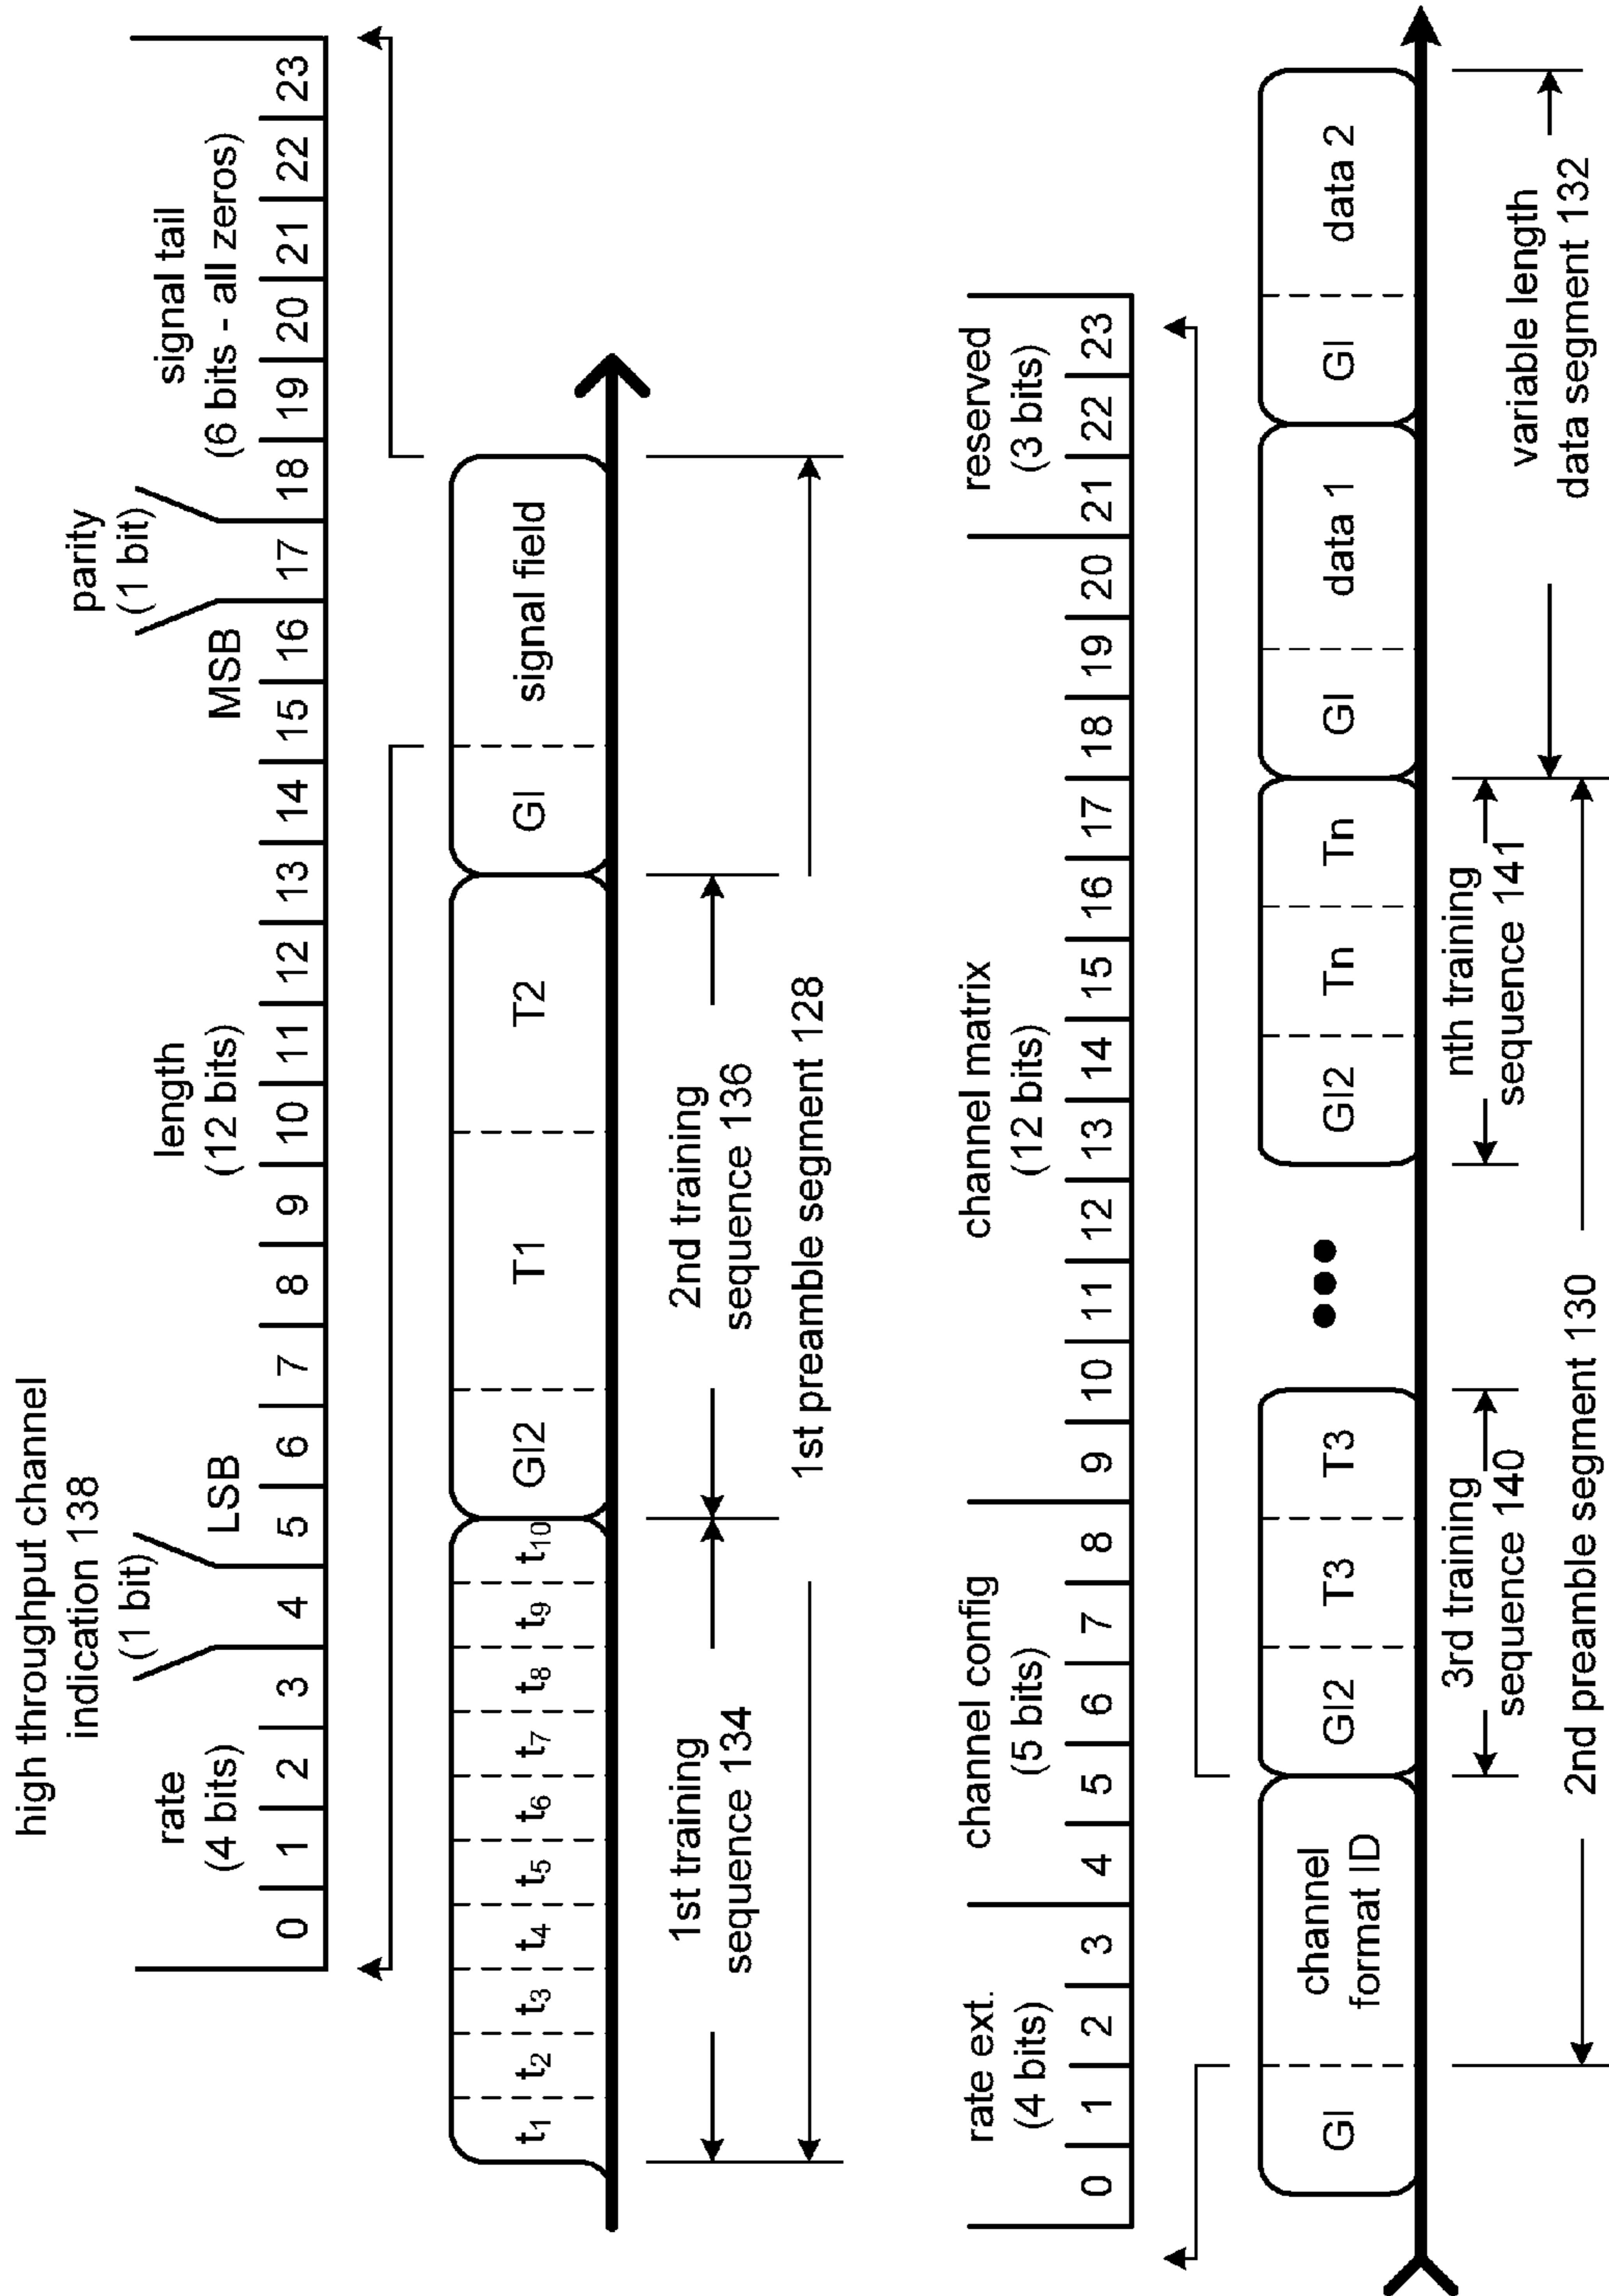 high throughput channel
indication 138
(1 bit)
rate
(4 bits)
LSB
length
(12 bits)
MSB
parity
(1 bit)
signal tail
(6 bits - all zeros)
0 1 2 3 4 5 6 7 8 9 10 11 12 13 14 15 16 17 18 19 20 21 22 23
t1 t2 t3 t4 t5 t6 t7 t8 t9 t10 GI2 T1 T2 GI signal field
1st training
sequence 134
2nd training
sequence 136
1st preamble segment 128
rate ext.
(4 bits)
channel config
(5 bits)
channel matrix
(12 bits)
reserved
(3 bits)
0 1 2 3 4 5 6 7 8 9 10 11 12 13 14 15 16 17 18 19 20 21 22 23
GI channel
format ID
GI2 T3 T3 ••• GI2 Tn Tn GI data 1 GI data 2
3rd training
sequence 140
nth training
sequence 141
variable length
data segment 132
2nd preamble segment 130